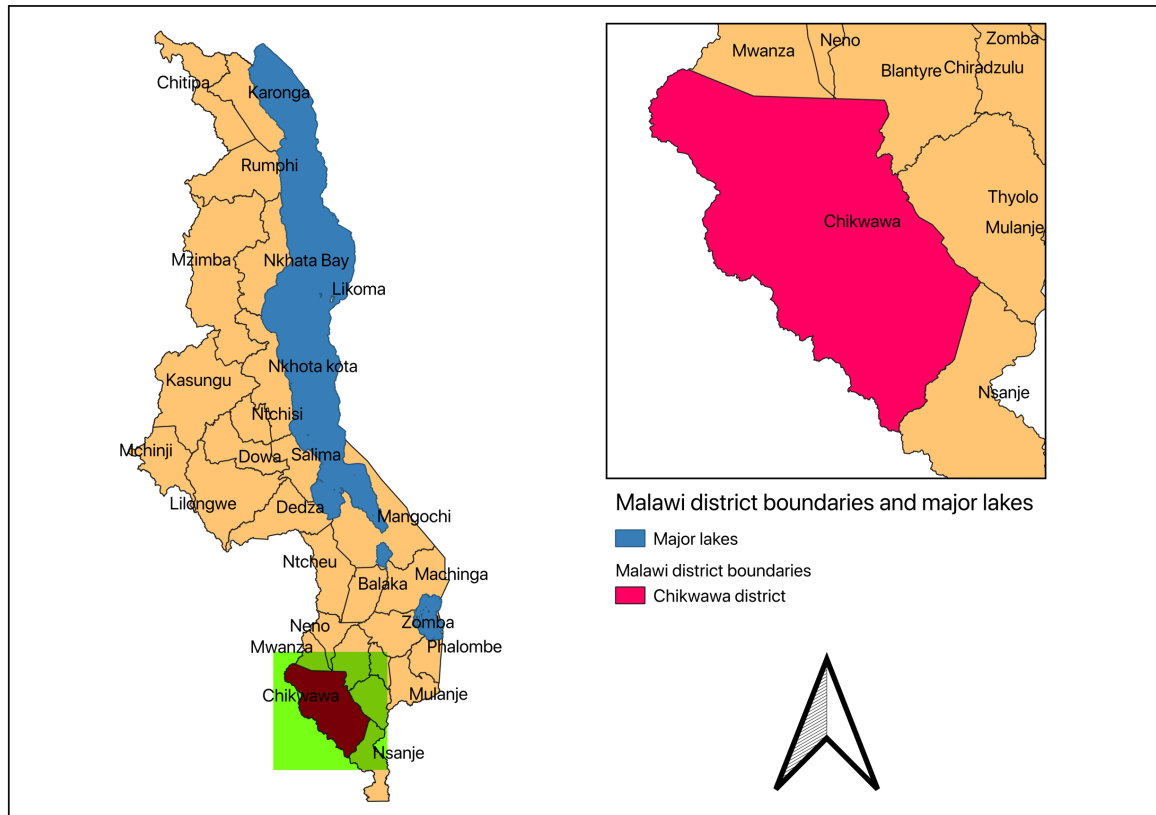 Chitipa
Karonga
Rumphi
Mzimba
Nkhata Bay
Likoma
Nkhota kota
Kasungu
Ntchisi
Mchinji
Dowa
Salima
Lilongwe
Dedza
Mangochi
Ntcheu
Balaka
Machinga
Neno
Zomba
Mwanza
Phalombe
Chikwawa
Mulanje
Nsanje
Mwanza
Neno
Zomba
Blantyre
Chiradzulu
Thyolo
Chikwawa
Mulanje
Nsanje
Malawi district boundaries and major lakes
Major lakes
Malawi district boundaries
Chikwawa district